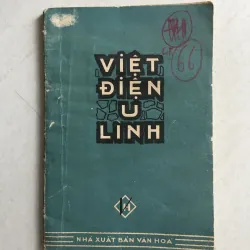 VIỆT
ĐIỆN
U
LINH
NHÀ XUẤT BẢN VĂN HOÁ